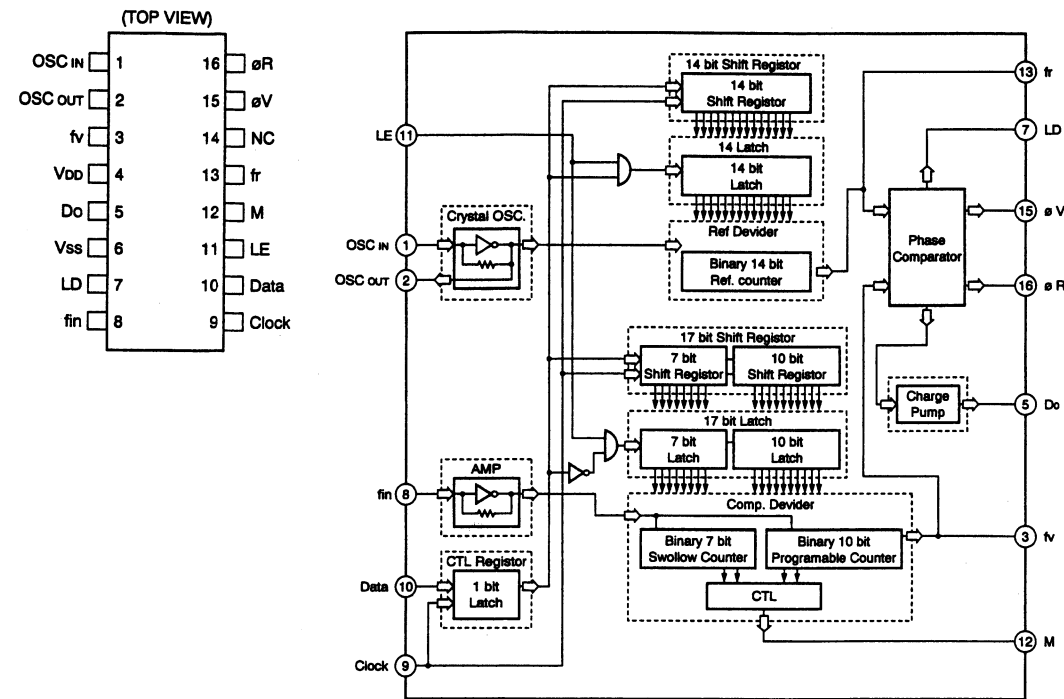 (TOP VIEW)
OSC IN 1 16 øR
OSC OUT 2 15 øV
fv 3 14 NC
VDD 4 13 fr
Do 5 12 M
Vss 6 11 LE
LD 7 10 Data
fin 8 9 Clock
14 bit Shift Registor
14 bit
Shift Registor
13 fr
7 LD
LE 11
14 Latch
14 bit
Latch
Crystal OSC.
OSC IN 1
OSC OUT 2
Ref Devider
Binary 14 bit
Ref. counter
Phase
Comparator
15 ø V
16 ø R
17 bit Shift Registor
7 bit
Shift Registor
10 bit
Shift Registor
Charge
Pump
5 Do
17 bit Latch
7 bit
Latch
10 bit
Latch
AMP
fin 8
Comp. Devider
Binary 7 bit
Swollow Counter
Binary 10 bit
Programable Counter
3 fv
CTL Registor
Data 10
1 bit
Latch
CTL
12 M
Clock 9